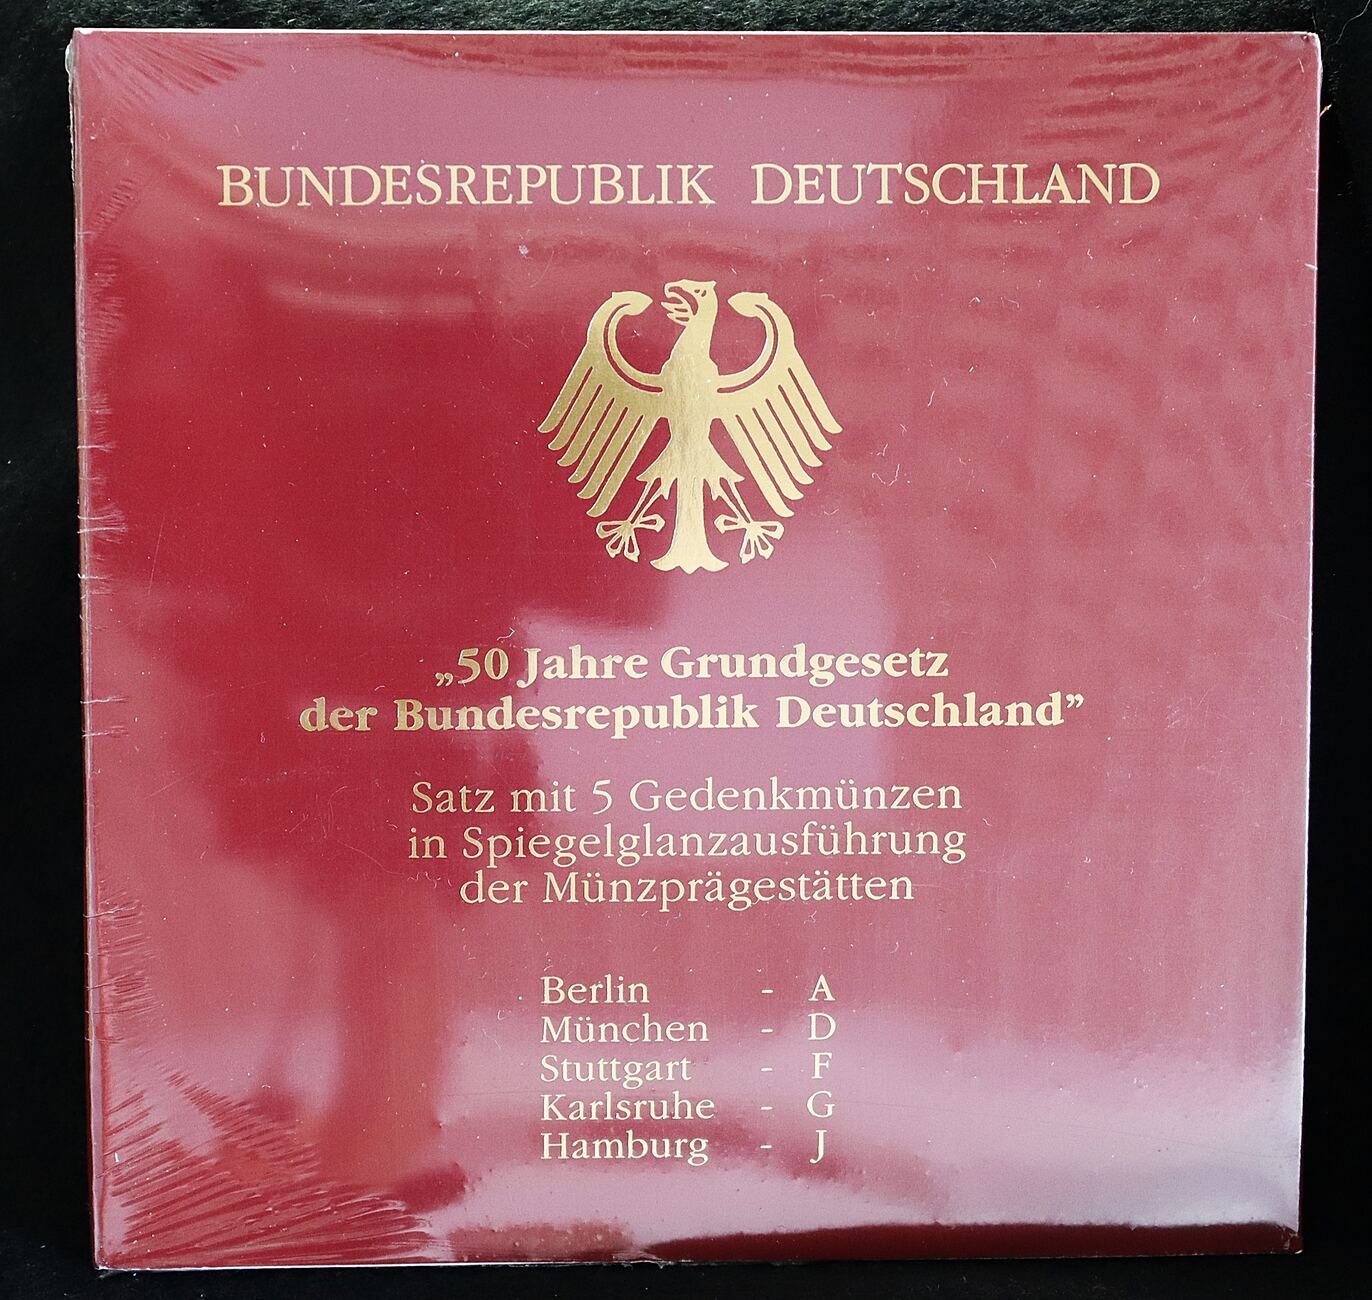 BUNDESREPUBLIK DEUTSCHLAND
„50 Jahre Grundgesetz
der Bundesrepublik Deutschland”
Satz mit 5 Gedenkmünzen
in Spiegelglanzausführung
der Münzprägestätten
Berlin - A
München - D
Stuttgart - F
Karlsruhe - G
Hamburg - J